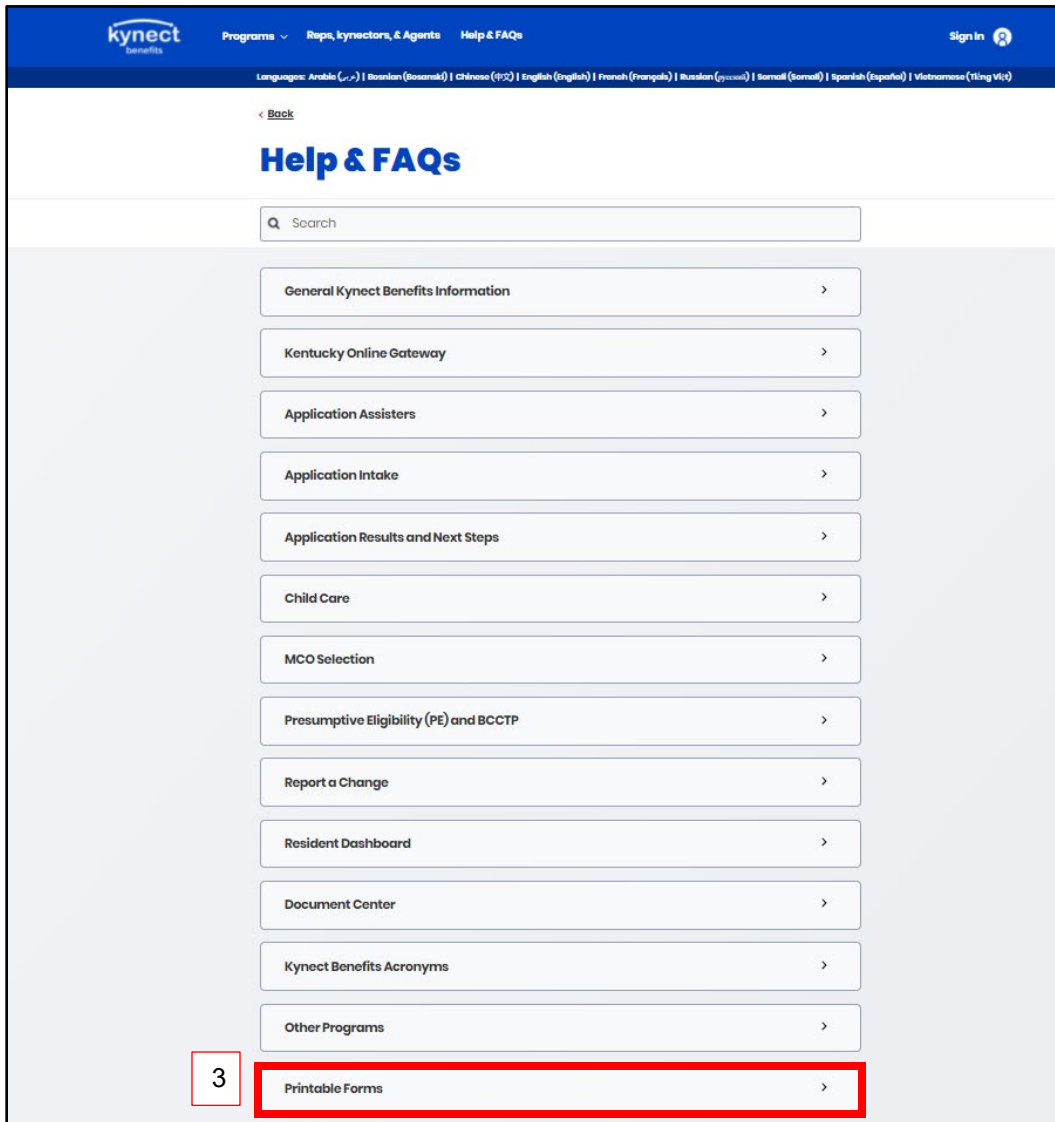 kynect
benefits
Programs Reps, kynectors, & Agents Help & FAQs Sign In
Languages: Arabic (عربى) | Bosnian (Bosanski) | Chinese (中文) | English (English) | French (Français) | Russian (русский) | Somali (Somali) | Spanish (Español) | Vietnamese (Tiếng Việt)
< Back
Help & FAQs
Search
General Kynect Benefits Information
Kentucky Online Gateway
Application Assisters
Application Intake
Application Results and Next Steps
Child Care
MCO Selection
Presumptive Eligibility (PE) and BCCTP
Report a Change
Resident Dashboard
Document Center
Kynect Benefits Acronyms
Other Programs
3
Printable Forms